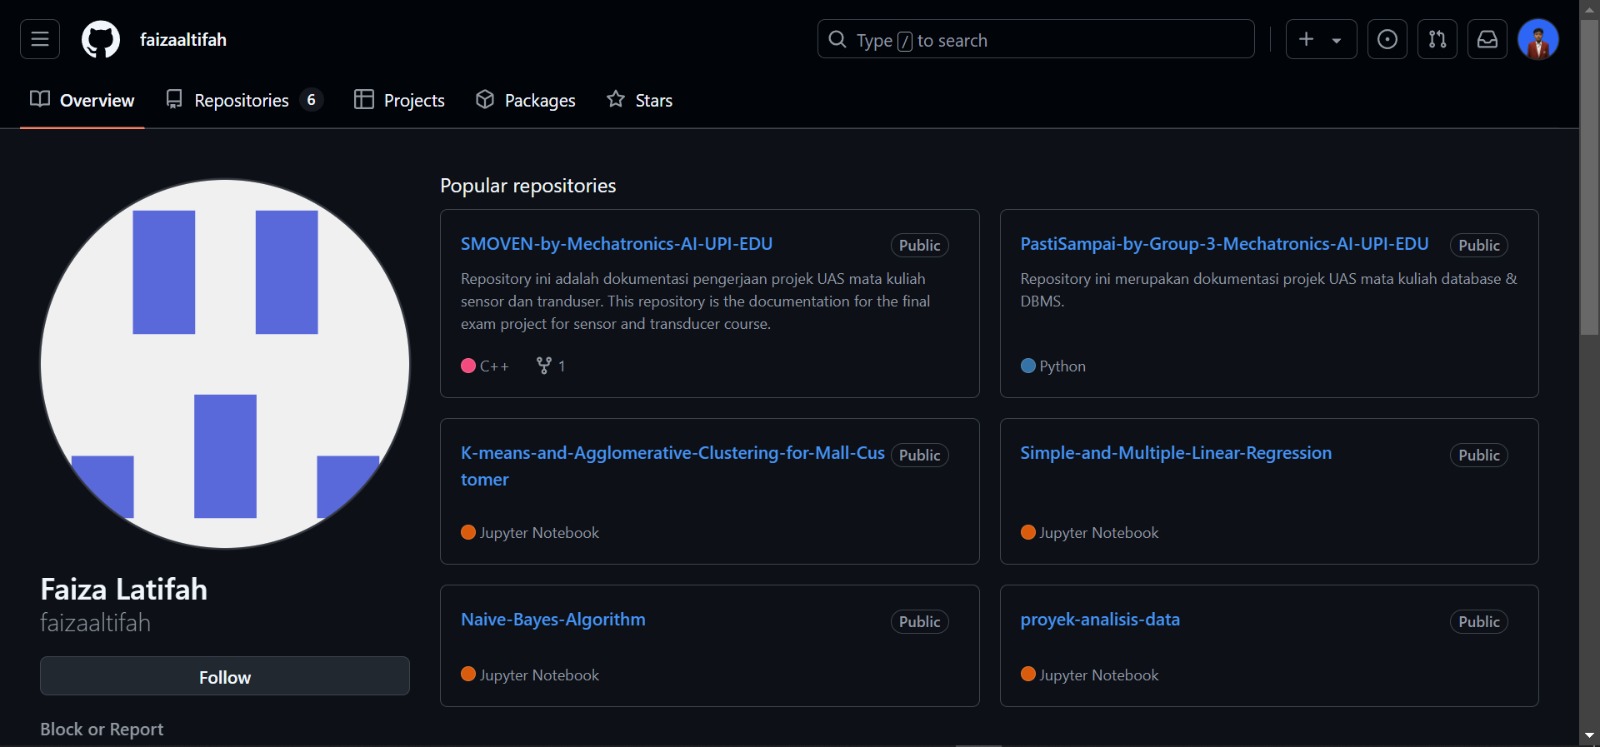 faizaaltifah
Type / to search
Overview
Repositories 6
Projects
Packages
Stars
Popular repositories
SMOVEN-by-Mechatronics-AI-UPI-EDU
Public
Repository ini adalah dokumentasi pengerjaan projek UAS mata kuliah
sensor dan tranduser. This repository is the documentation for the final
exam project for sensor and transducer course.
C++
1
PastiSampai-by-Group-3-Mechatronics-AI-UPI-EDU
Public
Repository ini merupakan dokumentasi projek UAS mata kuliah database &
DBMS.
Python
K-means-and-Agglomerative-Clustering-for-Mall-Cus
tomer
Public
Jupyter Notebook
Simple-and-Multiple-Linear-Regression
Public
Jupyter Notebook
Naive-Bayes-Algorithm
Public
Jupyter Notebook
proyek-analisis-data
Public
Jupyter Notebook
Faiza Latifah
faizaaltifah
Follow
Block or Report